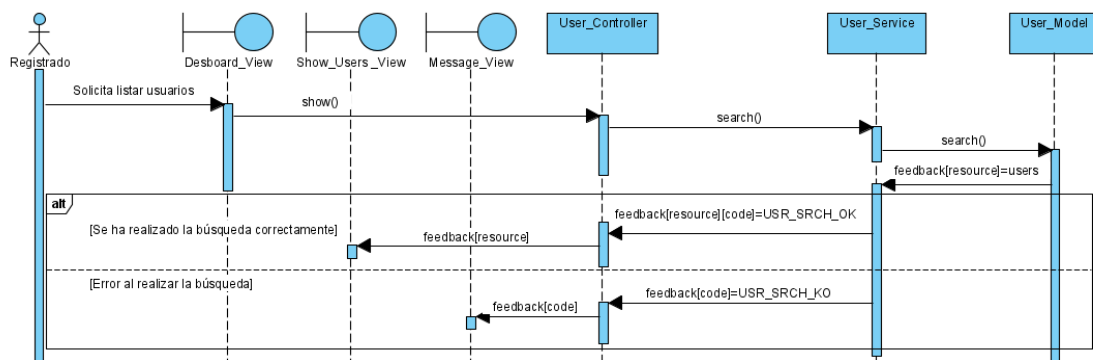 User_Controller
User_Service
User_Model
Registrado
Desboard_View
Show_Users _View
Message_View
Solicita listar usuarios
show()
search()
search()
feedback[resource]=users
alt
feedback[resource][code]=USR_SRCH_OK
[Se ha realizado la búsqueda correctamente]
feedback[resource]
[Error al realizar la búsqueda]
feedback[code]=USR_SRCH_KO
feedback[code]